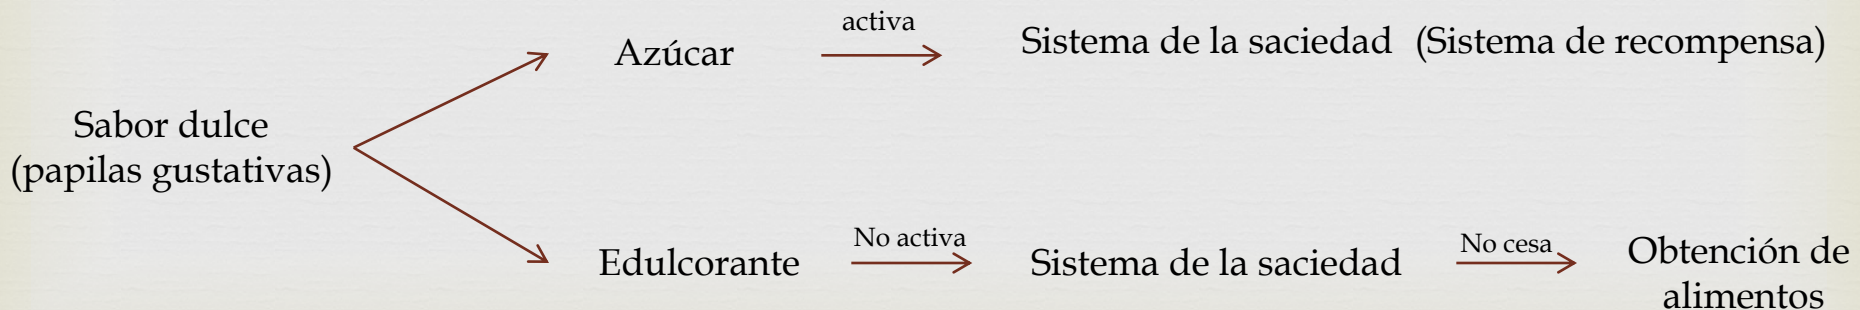 Sabor dulce
(papilas gustativas)
Azúcar
activa
Sistema de la saciedad (Sistema de recompensa)
Edulcorante
No activa
Sistema de la saciedad
No cesa
Obtención de
alimentos